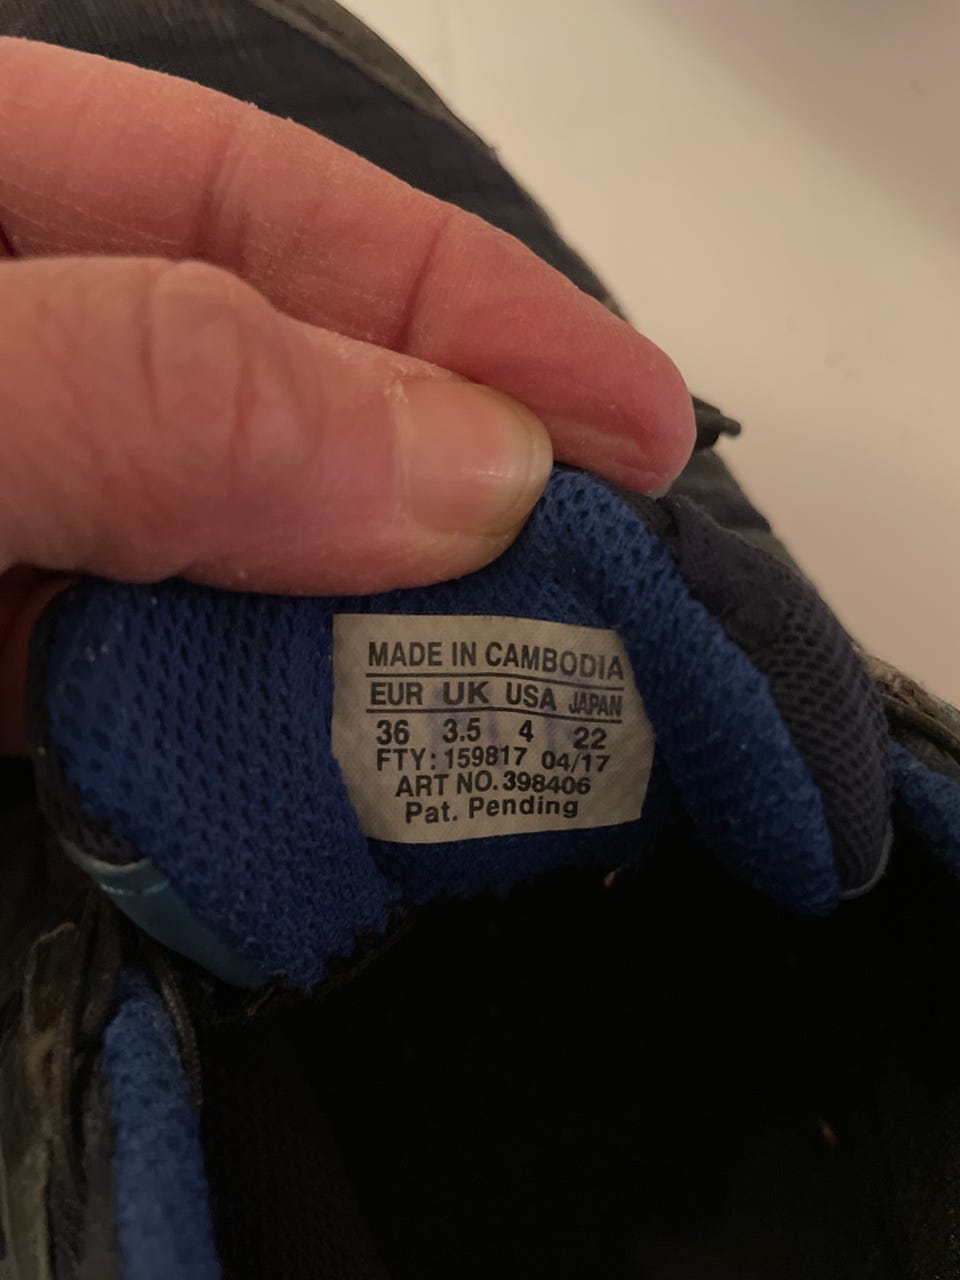 MADE IN CAMBODIA
EUR UK USA JAPAN
36 3.5 4 22
FTY: 159817 04/17
ART NO. 398406
Pat. Pending